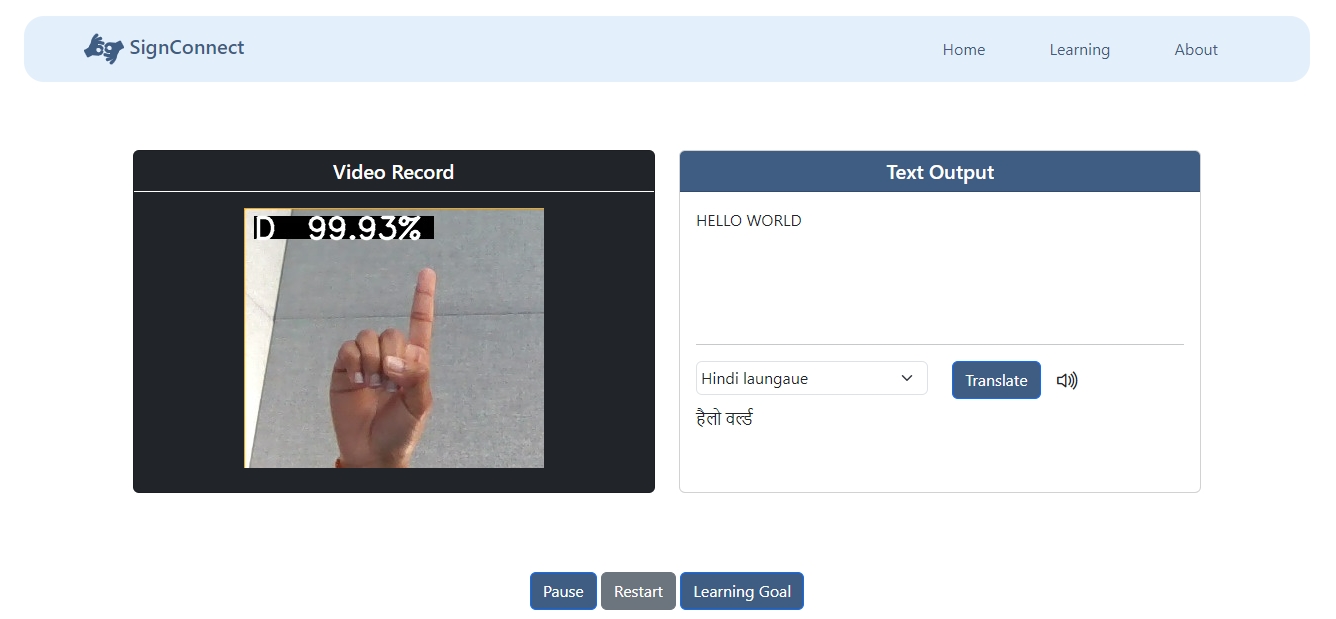 SignConnect
Home Learning About
Video Record
D 99.93%
Text Output
HELLO WORLD
Hindi laungaue
Translate
हैलो वर्ल्ड
Pause Restart Learning Goal